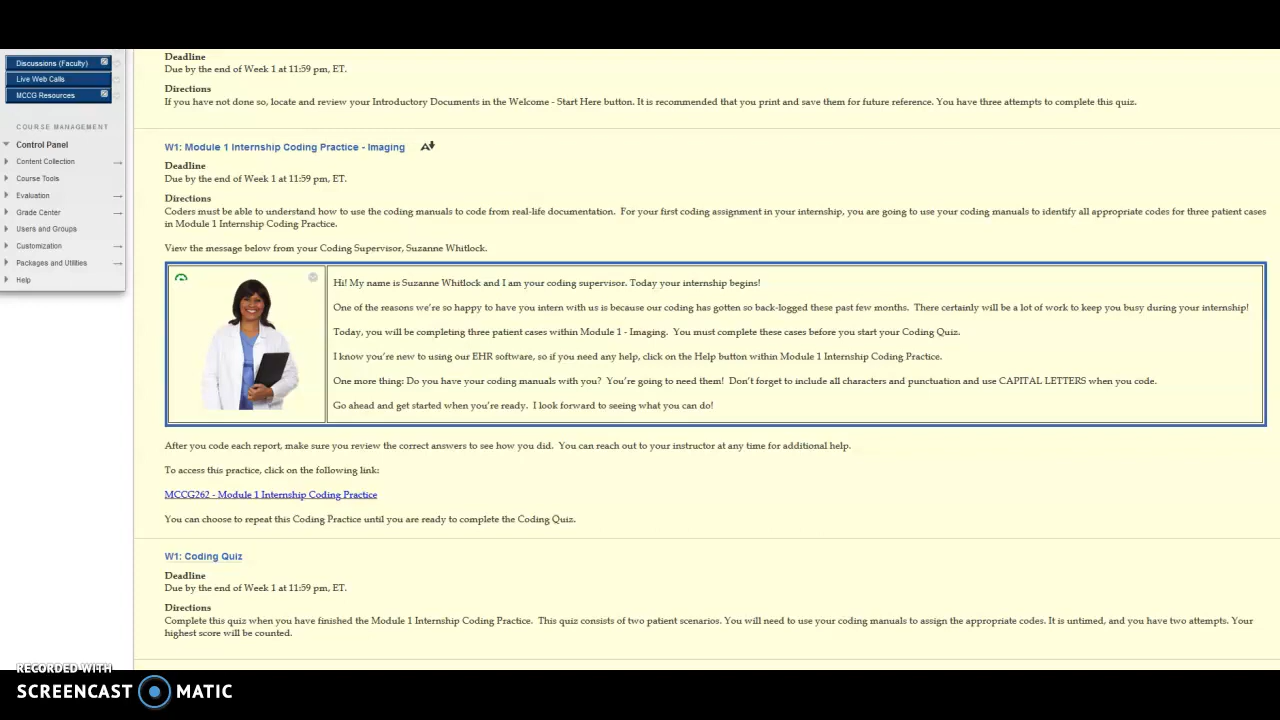 Discussions (Faculty)
Live Web Calls
MCCG Resources
COURSE MANAGEMENT
Control Panel
Content Collection
Course Tools
Evaluation
Grade Center
Users and Groups
Customization
Packages and Utilities
Help
Deadline
Due by the end of Week 1 at 11:59 pm, ET.
Directions
If you have not done so, locate and review your Introductory Documents in the Welcome - Start Here button. It is recommended that you print and save them for future reference. You have three attempts to complete this quiz.
W1: Module 1 Internship Coding Practice - Imaging
Deadline
Due by the end of Week 1 at 11:59 pm, ET.
Directions
Coders must be able to understand how to use the coding manuals to code from real-life documentation. For your first coding assignment in your internship, you are going to use your coding manuals to identify all appropriate codes for three patient cases
in Module 1 Internship Coding Practice.
View the message below from your Coding Supervisor, Suzanne Whitlock.
Hi! My name is Suzanne Whitlock and I am your coding supervisor. Today your internship begins!
One of the reasons we're so happy to have you intern with us is because our coding has gotten so back-logged these past few months. There certainly will be a lot of work to keep you busy during your internship!
Today, you will be completing three patient cases within Module 1 - Imaging. You must complete these cases before you start your Coding Quiz.
I know you're new to using our EHR software, so if you need any help, click on the Help button within Module 1 Internship Coding Practice.
One more thing: Do you have your coding manuals with you? You're going to need them! Don't forget to include all characters and punctuation and use CAPITAL LETTERS when you code.
Go ahead and get started when you're ready. I look forward to seeing what you can do!
After you code each report, make sure you review the correct answers to see how you did. You can reach out to your instructor at any time for additional help.
To access this practice, click on the following link:
MCCG262 - Module 1 Internship Coding Practice
You can choose to repeat this Coding Practice until you are ready to complete the Coding Quiz.
W1: Coding Quiz
Deadline
Due by the end of Week 1 at 11:59 pm, ET.
Directions
Complete this quiz when you have finished the Module 1 Internship Coding Practice. This quiz consists of two patient scenarios. You will need to use your coding manuals to assign the appropriate codes. It is untimed, and you have two attempts. Your
highest score will be counted.
RECORDED WITH
SCREENCAST MATIC